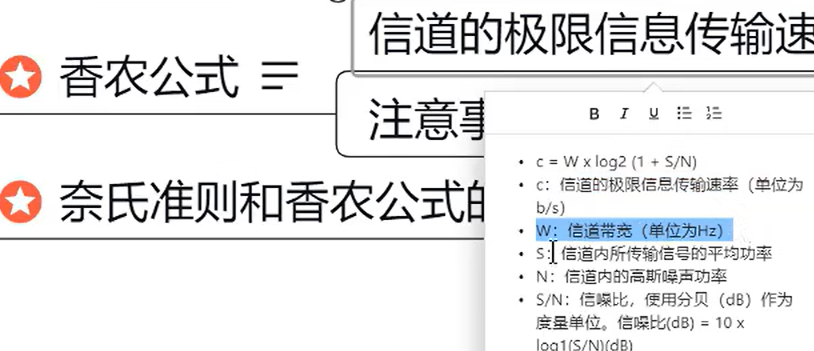 信道的极限信息传输速
香农公式
注意事
奈氏准则和香农公式的
B I U
c = W x log2 (1 + S/N)
c：信道的极限信息传输速率（单位为
b/s)
W：信道带宽（单位为Hz）
S：信道内所传输信号的平均功率
N：信道内的高斯噪声功率
S/N：信噪比，使用分贝（dB）作为
度量单位。信噪比(dB) = 10 x
log1(S/N)(dB)